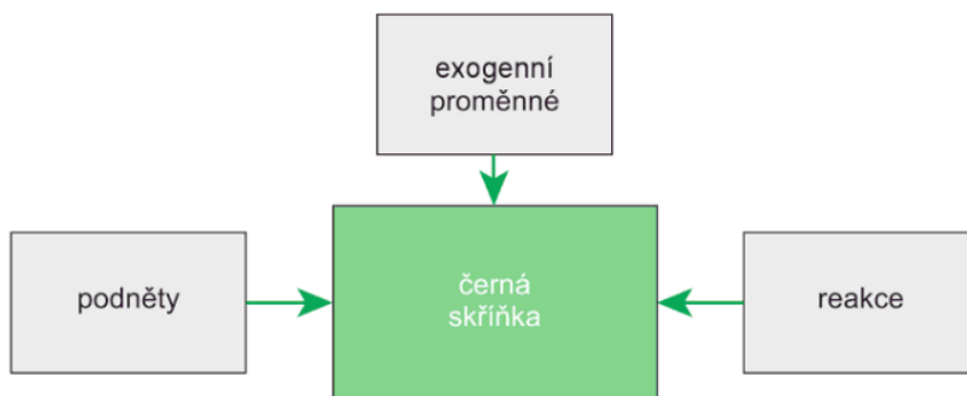 exogenní
proměnné
podněty
černá
skříňka
reakce